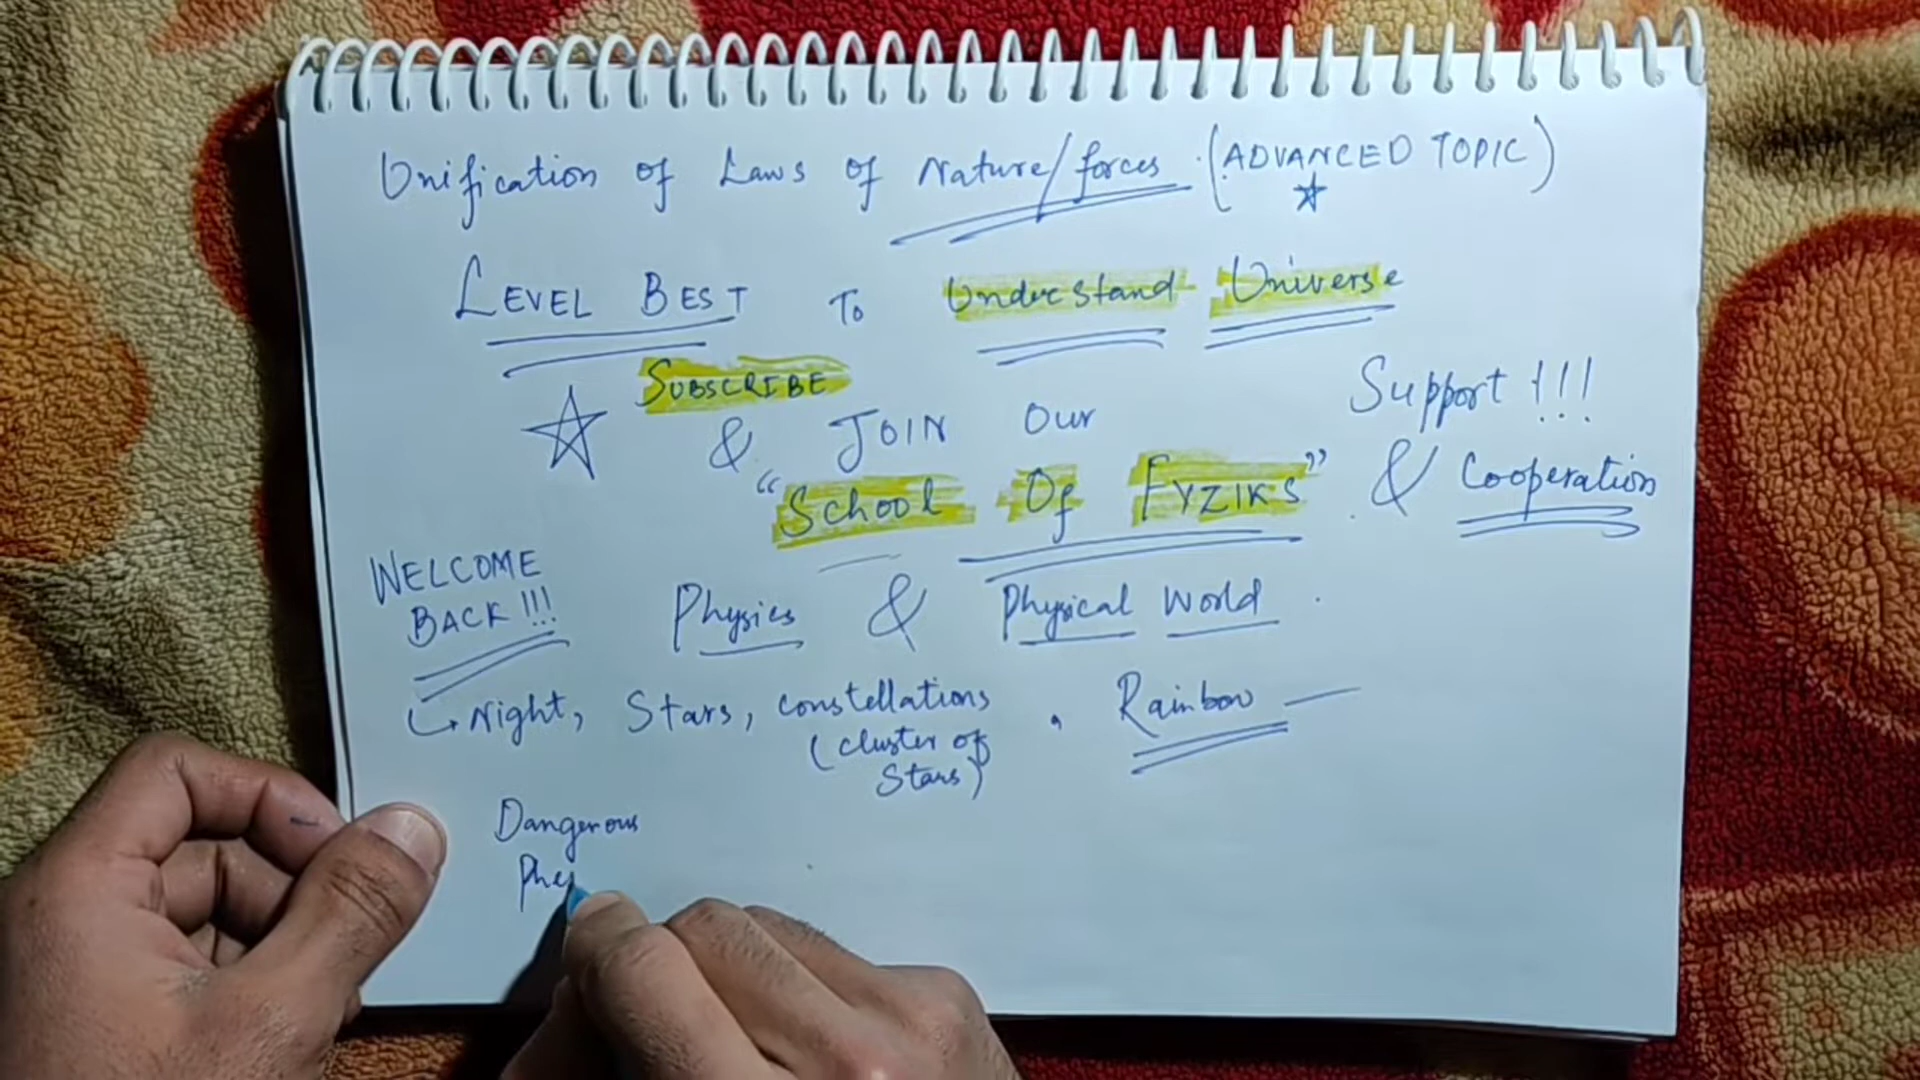 Unification of Laws of Nature/forces. (ADVANCED TOPIC)
LEVEL BEST To Understand Universe
SUBSCRIBE
& JOIN Our
Support !!!
"School Of FYZIKS"
& Cooperation
WELCOME
BACK !!!
Physics & Physical World.
Night, Stars, constellations, Rainbow
(cluster of
Stars)
Dangerous
Phe